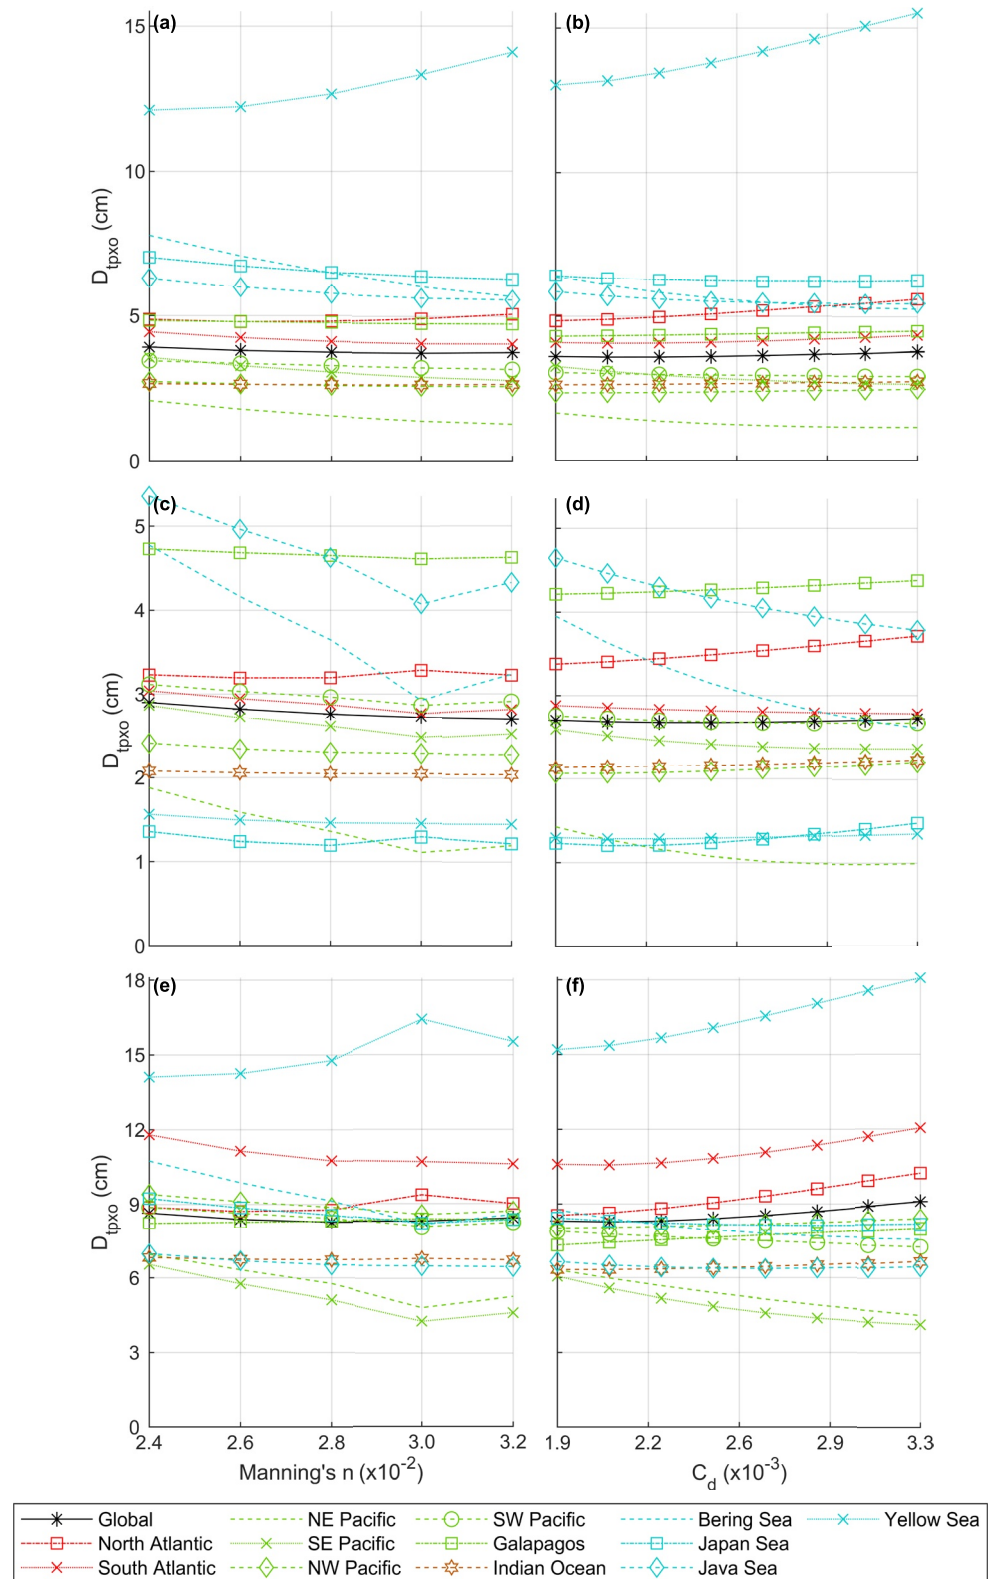 (a) (b)
15
10
5
0
D_tpxo (cm)
(c) (d)
5
4
3
2
1
0
D_tpxo (cm)
(e) (f)
18
15
12
9
6
3
0
D_tpxo (cm)
2.4 2.6 2.8 3.0 3.2 1.9 2.2 2.6 2.9 3.3
Manning's n (x10^-2) C_d (x10^-3)
Global NE Pacific SW Pacific Bering Sea Yellow Sea
North Atlantic SE Pacific Galapagos Japan Sea
South Atlantic NW Pacific Indian Ocean Java Sea